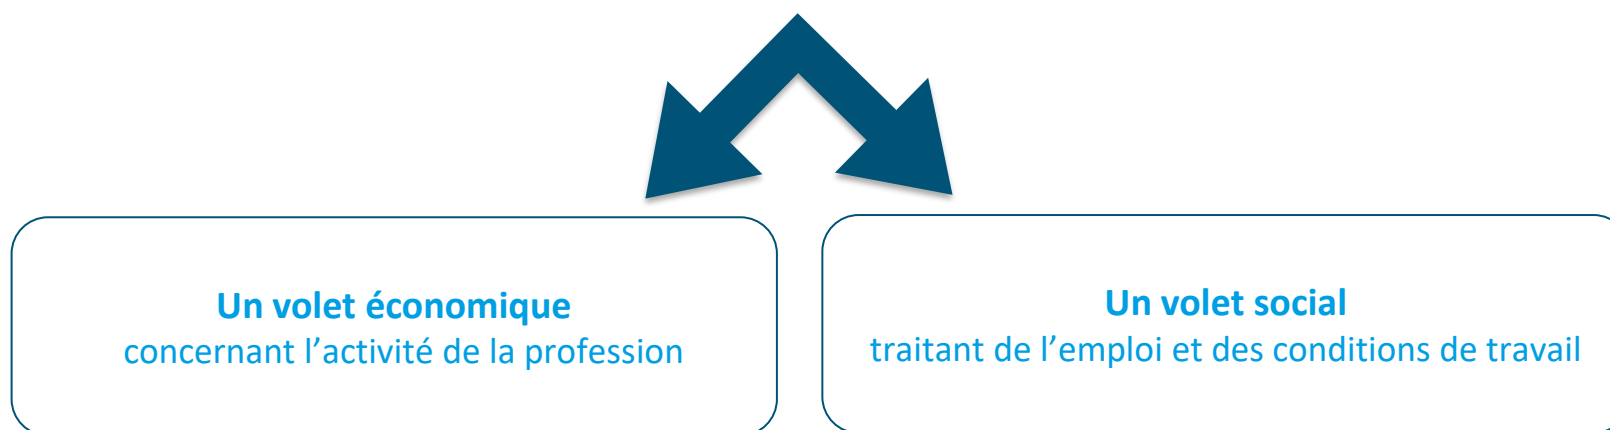 Un volet économique
concernant l’activité de la profession
Un volet social
traitant de l’emploi et des conditions de travail